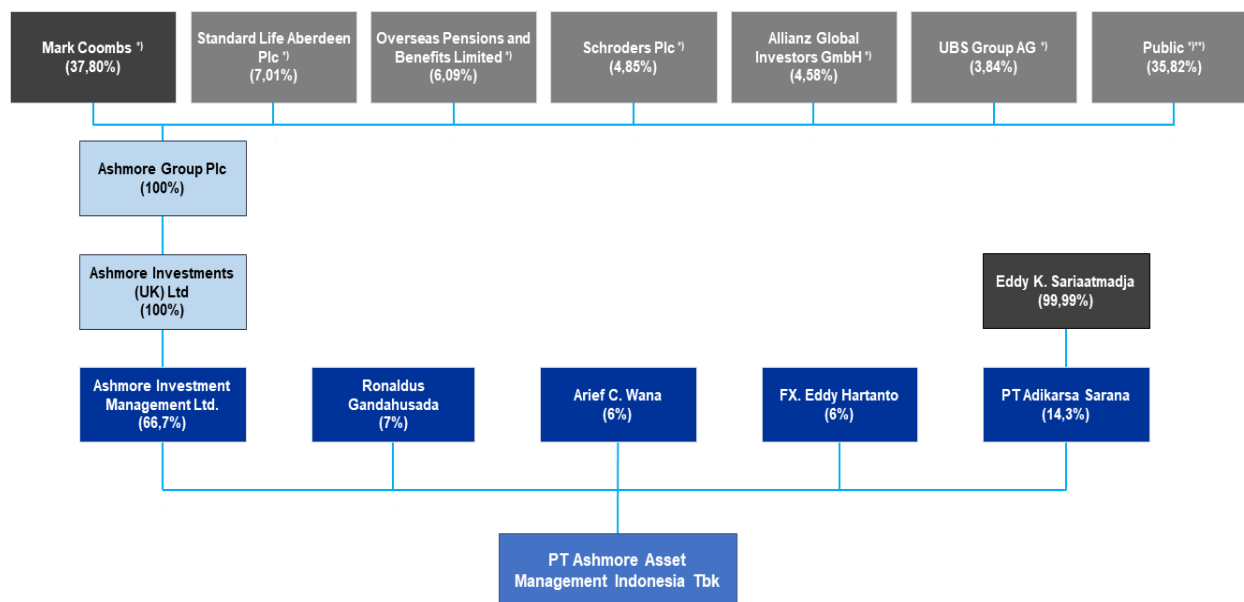 Mark Coombs *)
(37,80%)
Standard Life Aberdeen
Plc *)
(7,01%)
Overseas Pensions and
Benefits Limited *)
(6,09%)
Schroders Plc *)
(4,85%)
Allianz Global
Investors GmbH *)
(4,58%)
UBS Group AG *)
(3,84%)
Public *)**)
(35,82%)
Ashmore Group Plc
(100%)
Ashmore Investments
(UK) Ltd
(100%)
Eddy K. Sariaatmadja
(99,99%)
Ashmore Investment
Management Ltd.
(66,7%)
Ronaldus
Gandahusada
(7%)
Arief C. Wana
(6%)
FX. Eddy Hartanto
(6%)
PT Adikarsa Sarana
(14,3%)
PT Ashmore Asset
Management Indonesia Tbk